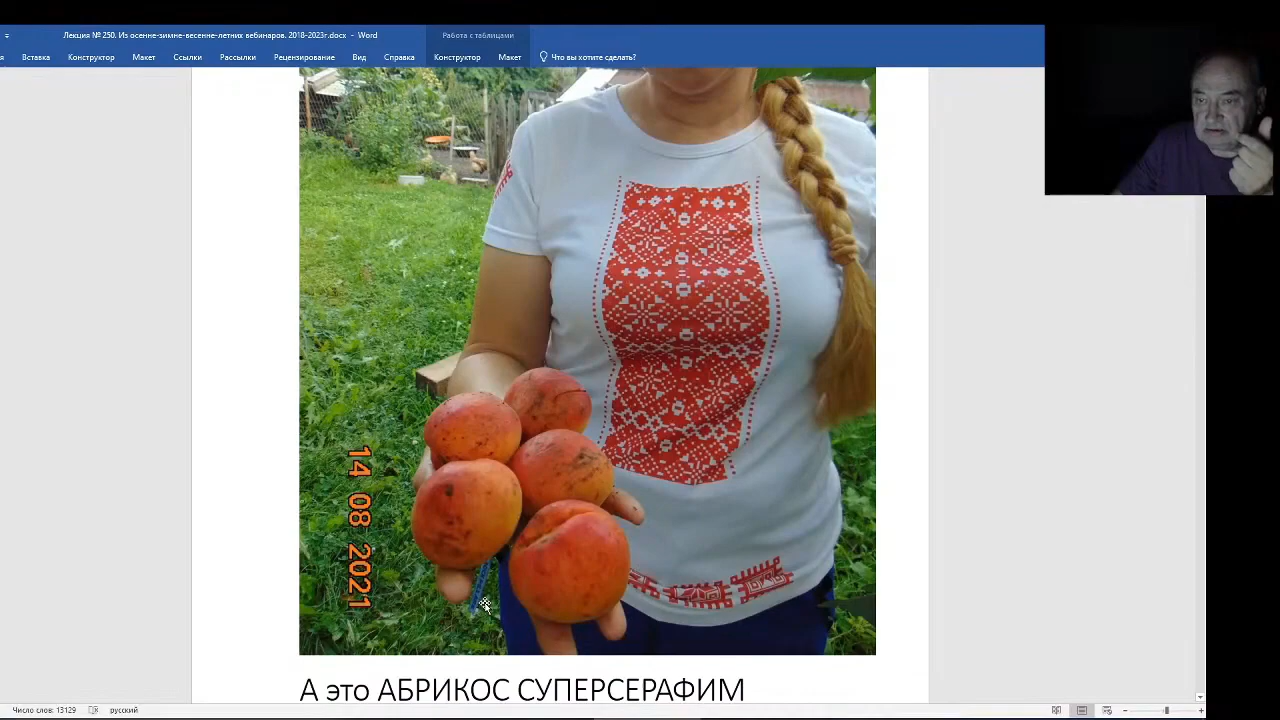 Лекция № 250. Из осенне-зимне-весенне-летних вебинаров. 2018-2023г.docx - Word
Работа с таблицами
Вставка Конструктор Макет Ссылки Рассылки Рецензирование Вид Справка Конструктор Макет Что вы хотите сделать?
14 08 2021
А это АБРИКОС СУПЕРСЕРАФИМ
Число слов: 13129 русский